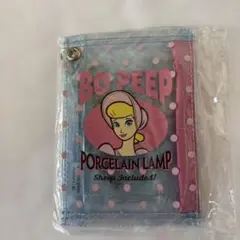 BO PEEP
PORCELAIN LAMP
Sheep Included!